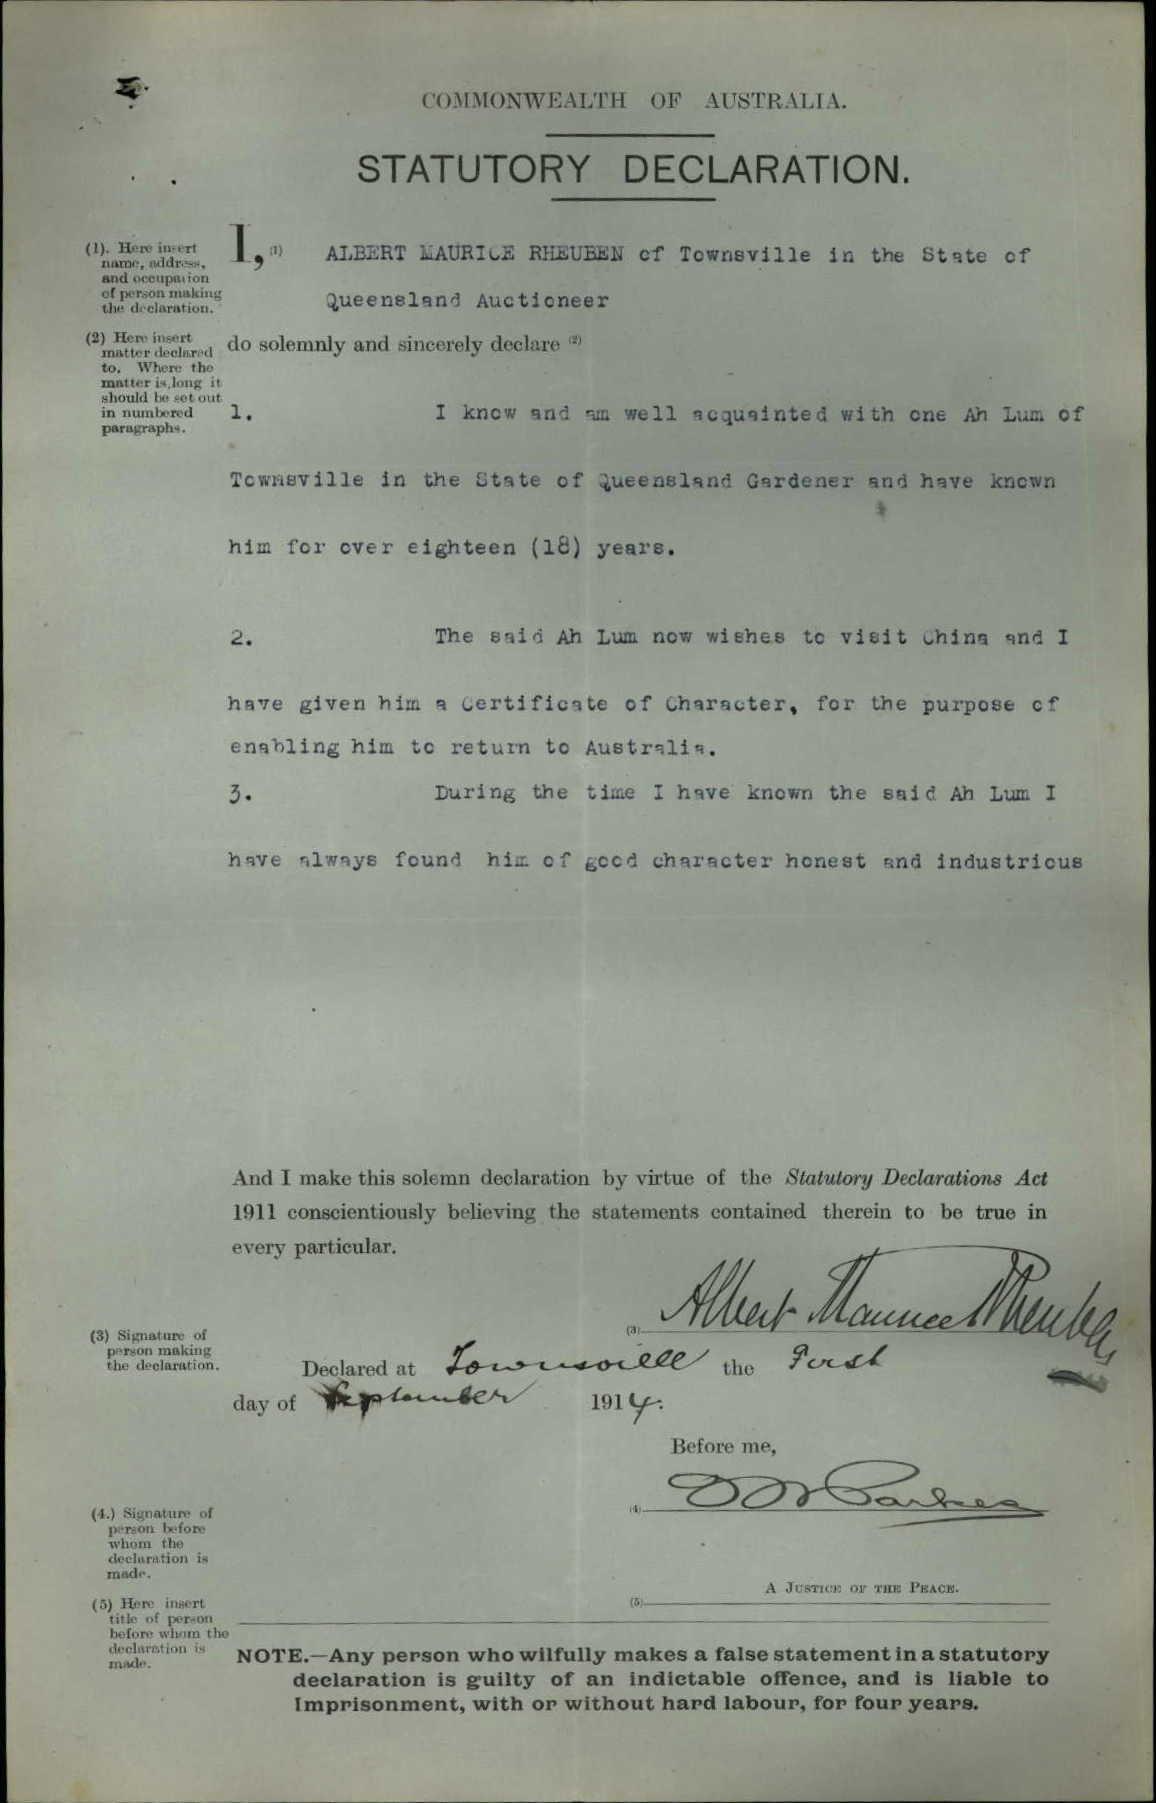 COMMONWEALTH OF AUSTRALIA.
STATUTORY DECLARATION.
(1). Here insert
name, address,
and occupation
of person making
the declaration.
I, (1) ALBERT MAURICE RHEUBEN of Townsville in the State of
Queensland Auctioneer
(2) Here insert
matter declared
to. Where the
matter is long it
should be set out
in numbered
paragraphs.
do solemnly and sincerely declare (2)
1. I know and am well acquainted with one Ah Lum of
Townsville in the State of Queensland Gardener and have known
him for over eighteen (18) years.
2. The said Ah Lum now wishes to visit China and I
have given him a Certificate of Character, for the purpose of
enabling him to return to Australia.
3. During the time I have known the said Ah Lum I
have always found him of good character honest and industrious
And I make this solemn declaration by virtue of the Statutory Declarations Act
1911 conscientiously believing the statements contained therein to be true in
every particular.
(3) Albert Maurice Rheuben
(3) Signature of
person making
the declaration.
Declared at Townsville the First
day of September 1914.
Before me,
(4) Parkes
(4.) Signature of
person before
whom the
declaration is
made.
A JUSTICE OF THE PEACE.
(5)
(5) Here insert
title of person
before whom the
declaration is
made.
NOTE.—Any person who wilfully makes a false statement in a statutory
declaration is guilty of an indictable offence, and is liable to
Imprisonment, with or without hard labour, for four years.